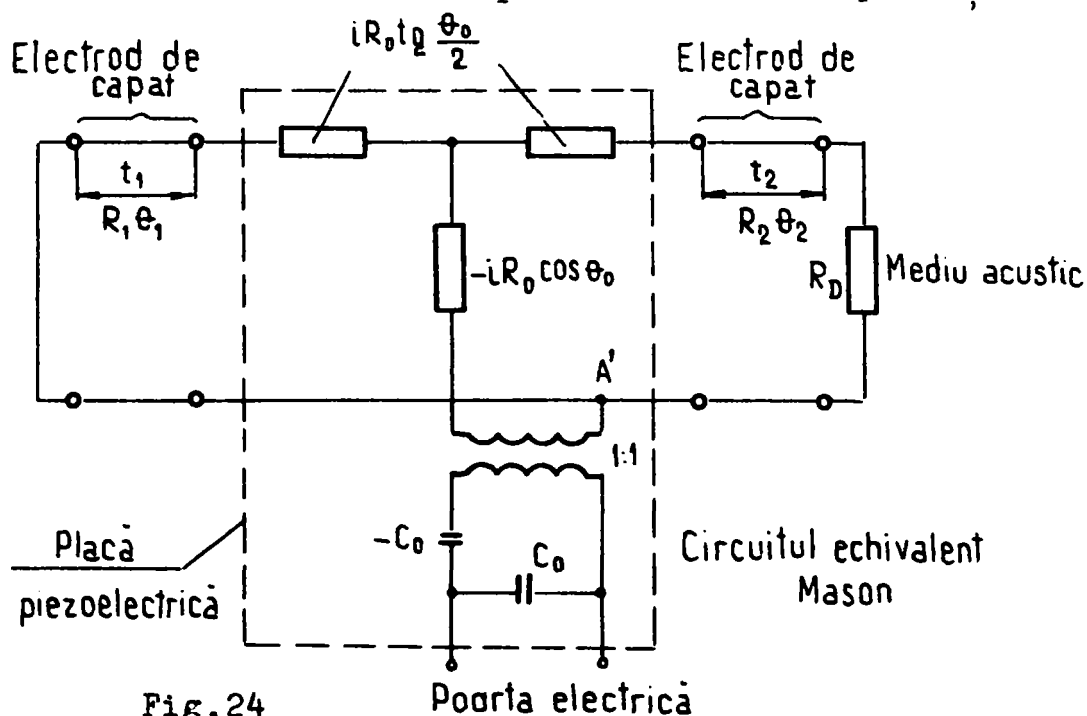 iR₀tg θ₀/2
Electrod de
capat
Electrod de
capat
t₁
R₁θ₁
t₂
R₂θ₂
-iR₀cosθ₀
R_D
Mediu acustic
A'
1:1
-C₀
C₀
Placă
piezoelectrică
Circuitul echivalent
Mason
Poarta electrică
Fig.24